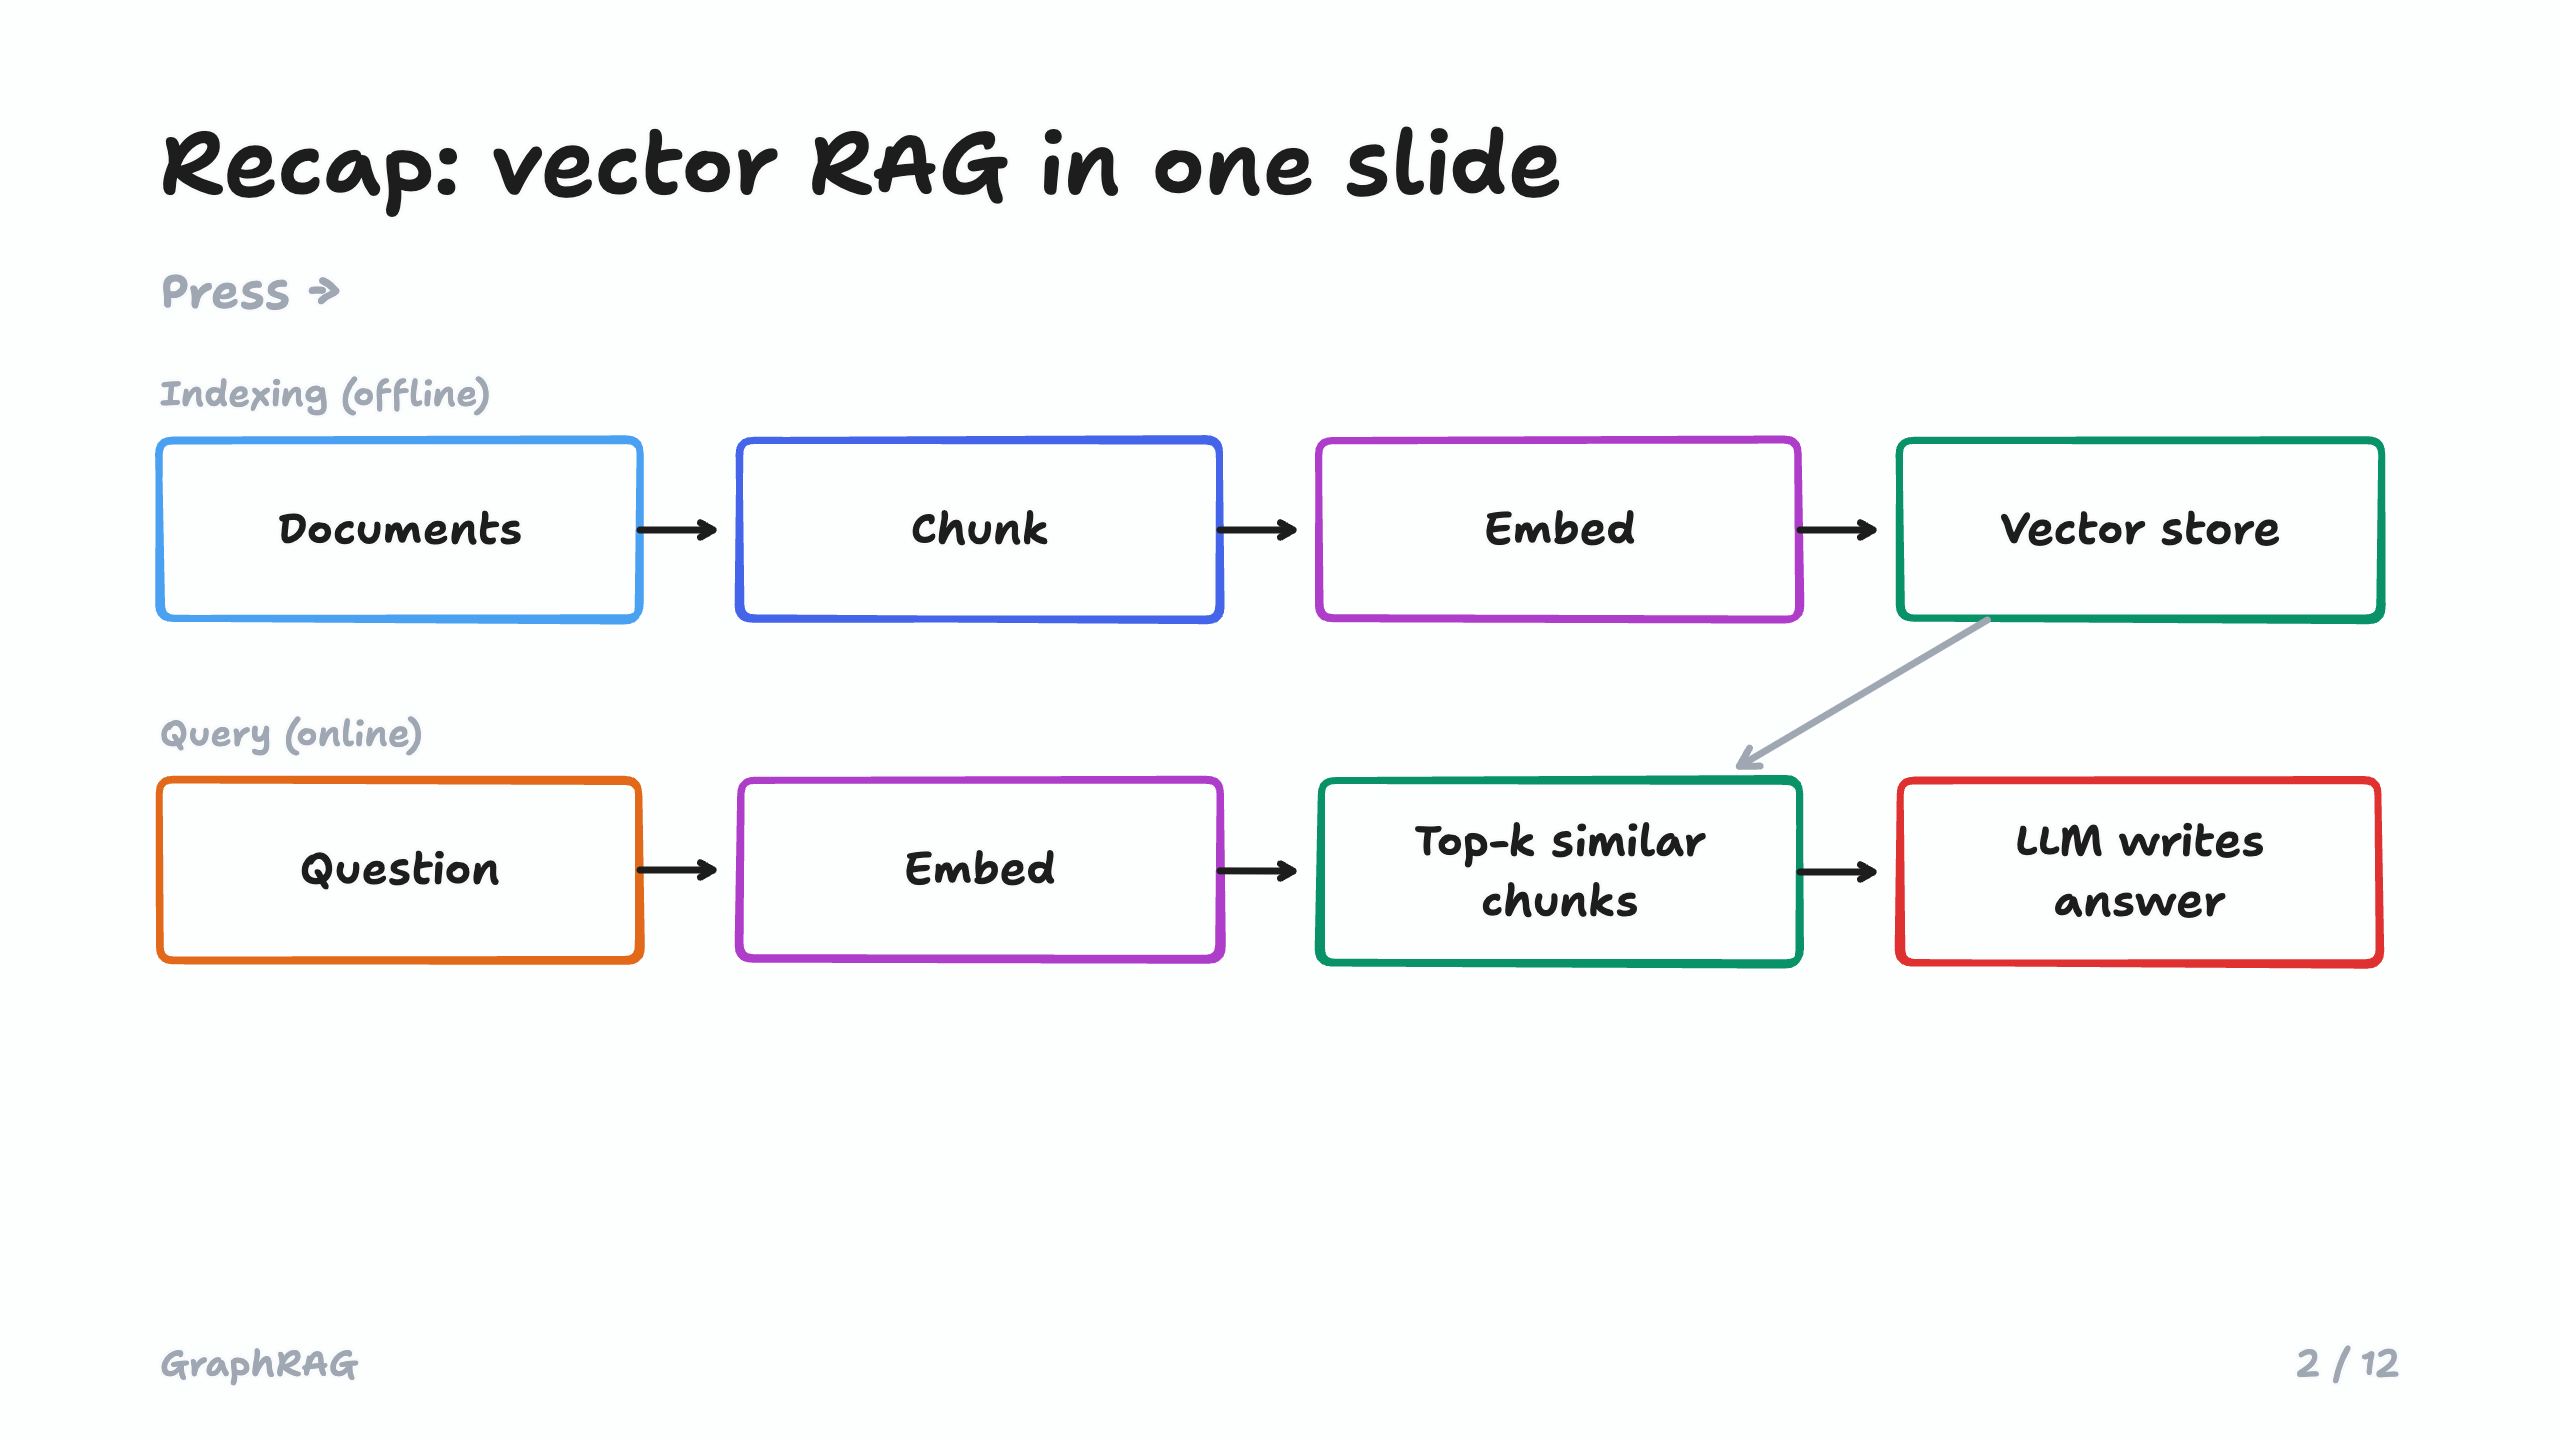 Recap: vector RAG in one slide
Press →
Indexing (offline)
Documents
Chunk
Embed
Vector store
Query (online)
Question
Embed
Top-k similar
chunks
LLM writes
answer
GraphRAG
2 / 12